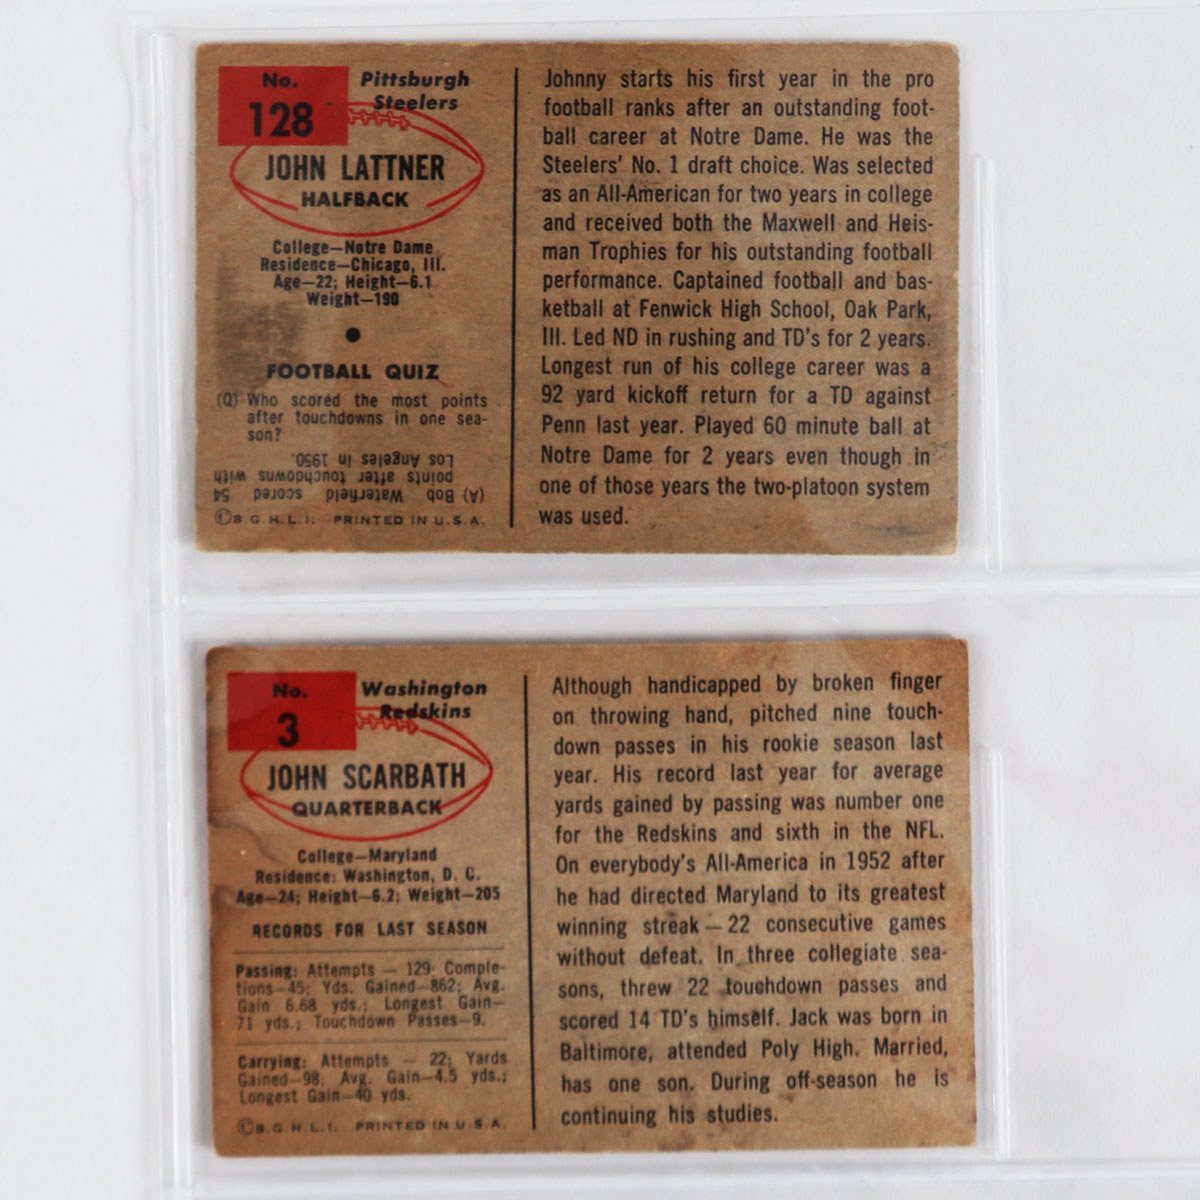 No.
128
Pittsburgh
Steelers
JOHN LATTNER
HALFBACK
College—Notre Dame
Residence—Chicago, Ill.
Age—22; Height—6.1
Weight—190
FOOTBALL QUIZ
(Q) Who scored the most points
after touchdowns in one sea-
son?
(A) Bob Waterfield scored 54
points after touchdowns with
Los Angeles in 1950.
©B.G.H.L.I. PRINTED IN U.S.A.
Johnny starts his first year in the pro
football ranks after an outstanding foot-
ball career at Notre Dame. He was the
Steelers' No. 1 draft choice. Was selected
as an All-American for two years in college
and received both the Maxwell and Heis-
man Trophies for his outstanding football
performance. Captained football and bas-
ketball at Fenwick High School, Oak Park,
Ill. Led ND in rushing and TD's for 2 years.
Longest run of his college career was a
92 yard kickoff return for a TD against
Penn last year. Played 60 minute ball at
Notre Dame for 2 years even though in
one of those years the two-platoon system
was used.
No.
3
Washington
Redskins
JOHN SCARBATH
QUARTERBACK
College—Maryland
Residence: Washington, D. C.
Age—24; Height—6.2; Weight—205
RECORDS FOR LAST SEASON
Passing: Attempts — 129; Comple-
tions—45; Yds. Gained—862; Avg.
Gain 6.68 yds.; Longest Gain—
71 yds.; Touchdown Passes—9.
Carrying: Attempts — 22; Yards
Gained—98; Avg. Gain—4.5 yds.;
Longest Gain—40 yds.
©B.G.H.L.I. PRINTED IN U.S.A.
Although handicapped by broken finger
on throwing hand, pitched nine touch-
down passes in his rookie season last
year. His record last year for average
yards gained by passing was number one
for the Redskins and sixth in the NFL.
On everybody's All-America in 1952 after
he had directed Maryland to its greatest
winning streak — 22 consecutive games
without defeat. In three collegiate sea-
sons, threw 22 touchdown passes and
scored 14 TD's himself. Jack was born in
Baltimore, attended Poly High. Married,
has one son. During off-season he is
continuing his studies.